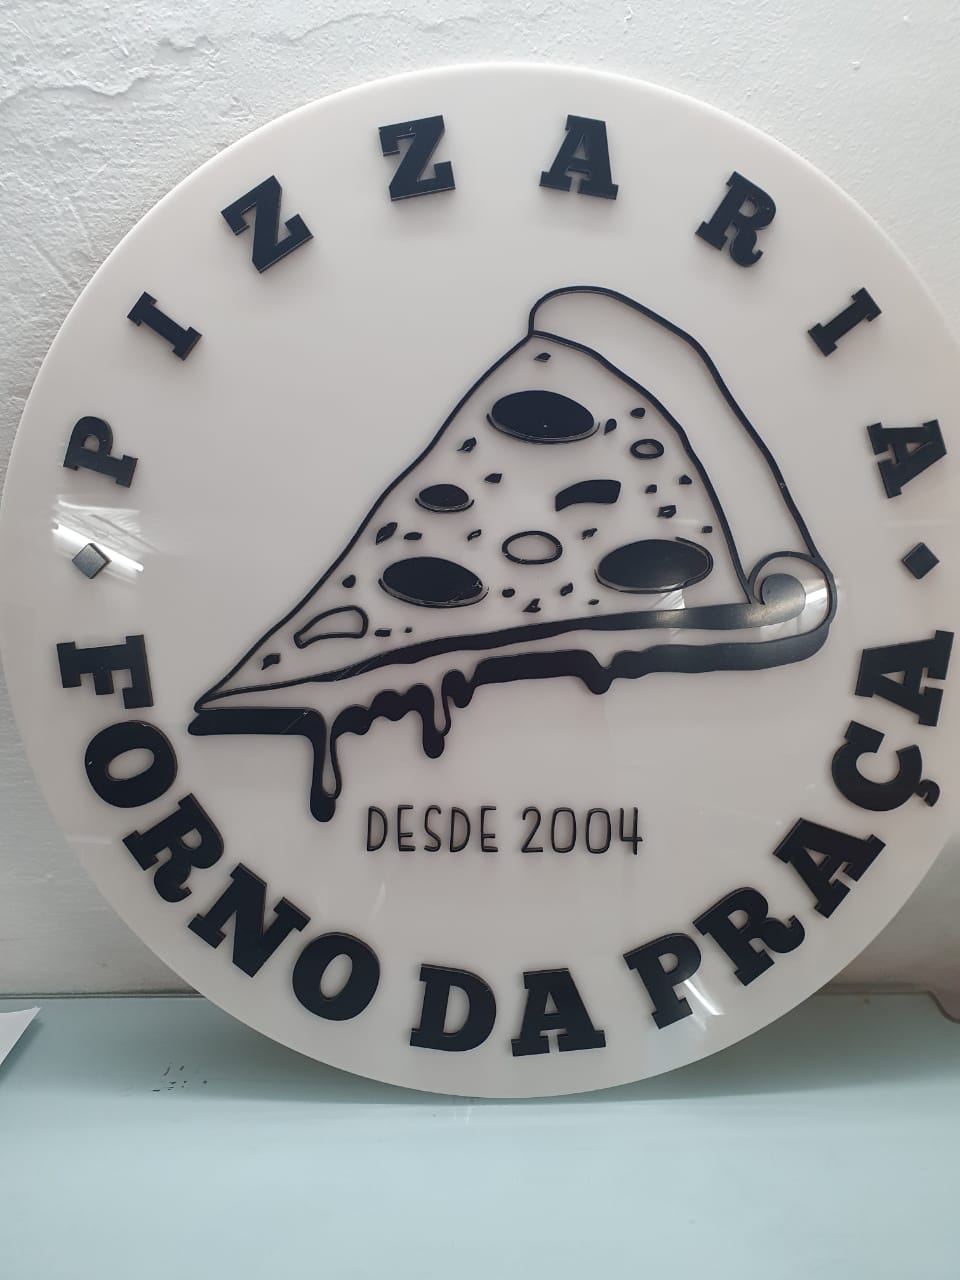 PIZZARIA
DESDE 2004
FORNO DA PRAÇA